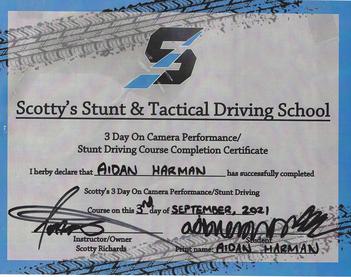 S
Scotty's Stunt & Tactical Driving School
3 Day On Camera Performance/
Stunt Driving Course Completion Certificate
I hereby declare that AIDAN HARMAN has successfully completed
Scotty's 3 Day On Camera Performance/Stunt Driving
Course on this 3rd day of SEPTEMBER, 2021
Instructor/Owner Student
Scotty Richards Print name: AIDAN HARMAN